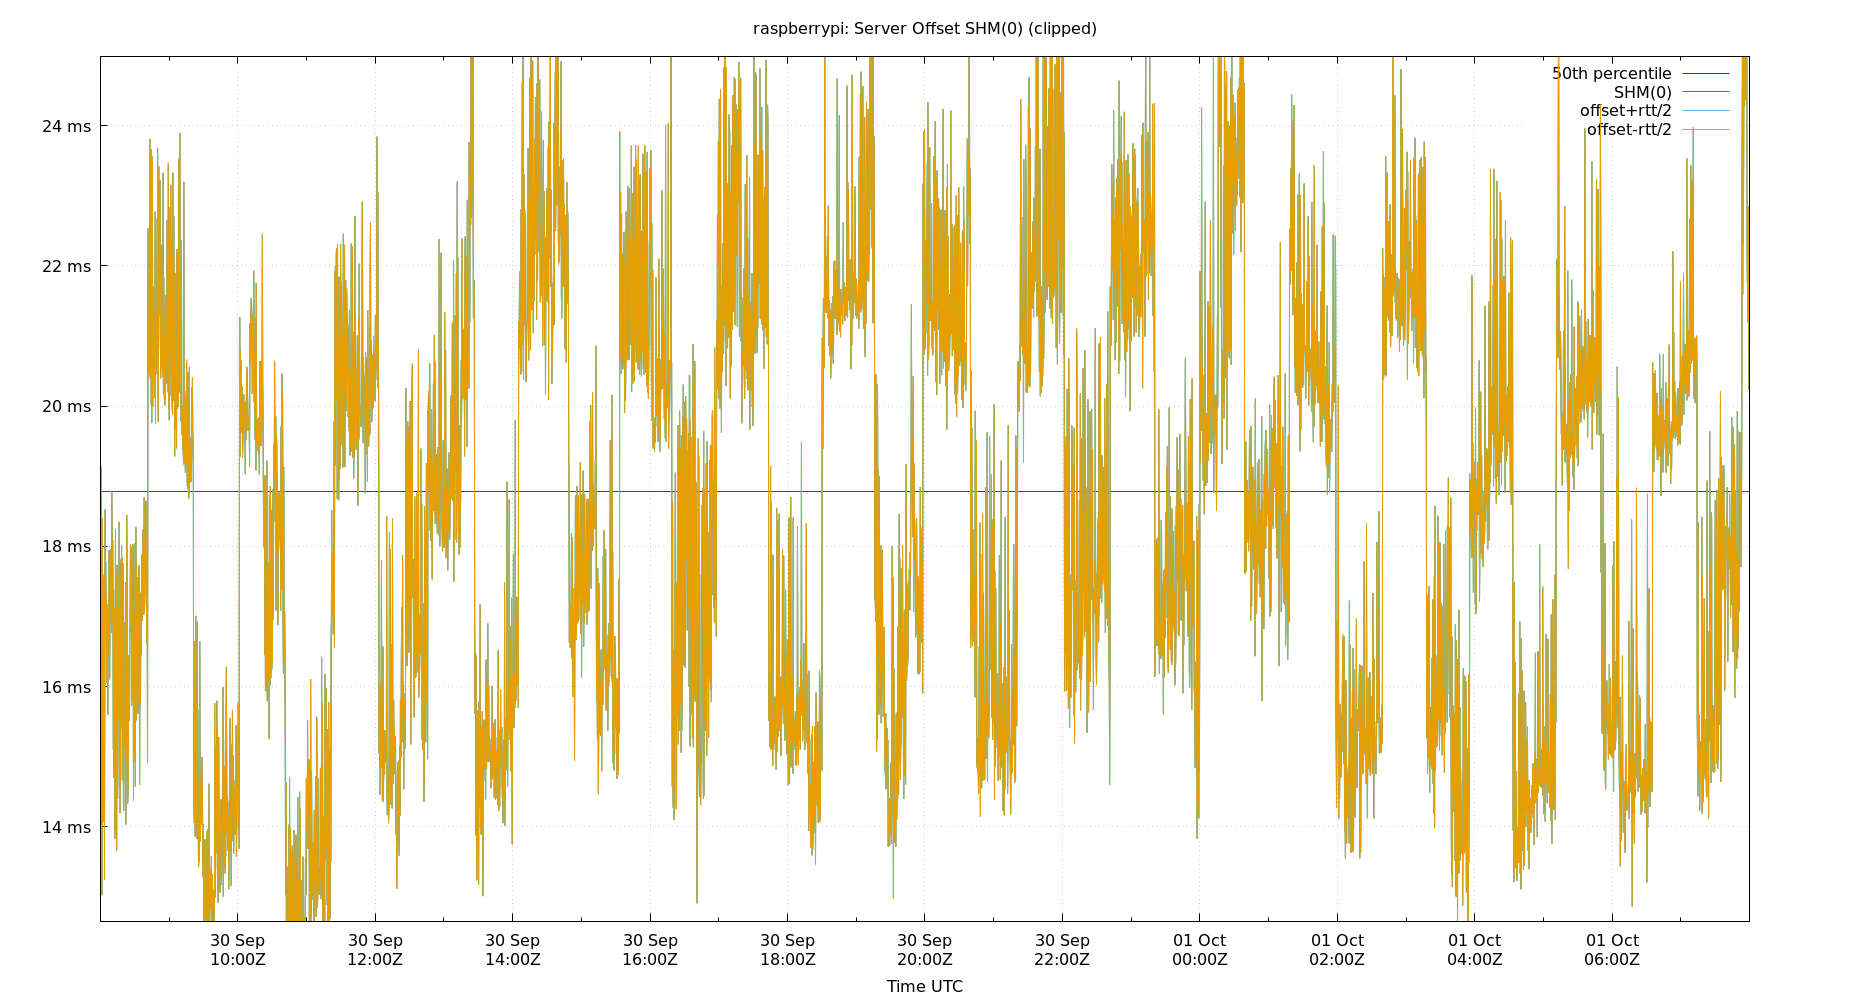 raspberrypi: Server Offset SHM(0) (clipped)
50th percentile
SHM(0)
offset+rtt/2
offset-rtt/2
24 ms
22 ms
20 ms
18 ms
16 ms
14 ms
30 Sep 30 Sep 30 Sep 30 Sep 30 Sep 30 Sep 30 Sep 01 Oct 01 Oct 01 Oct 01 Oct
10:00Z 12:00Z 14:00Z 16:00Z 18:00Z 20:00Z 22:00Z 00:00Z 02:00Z 04:00Z 06:00Z
Time UTC